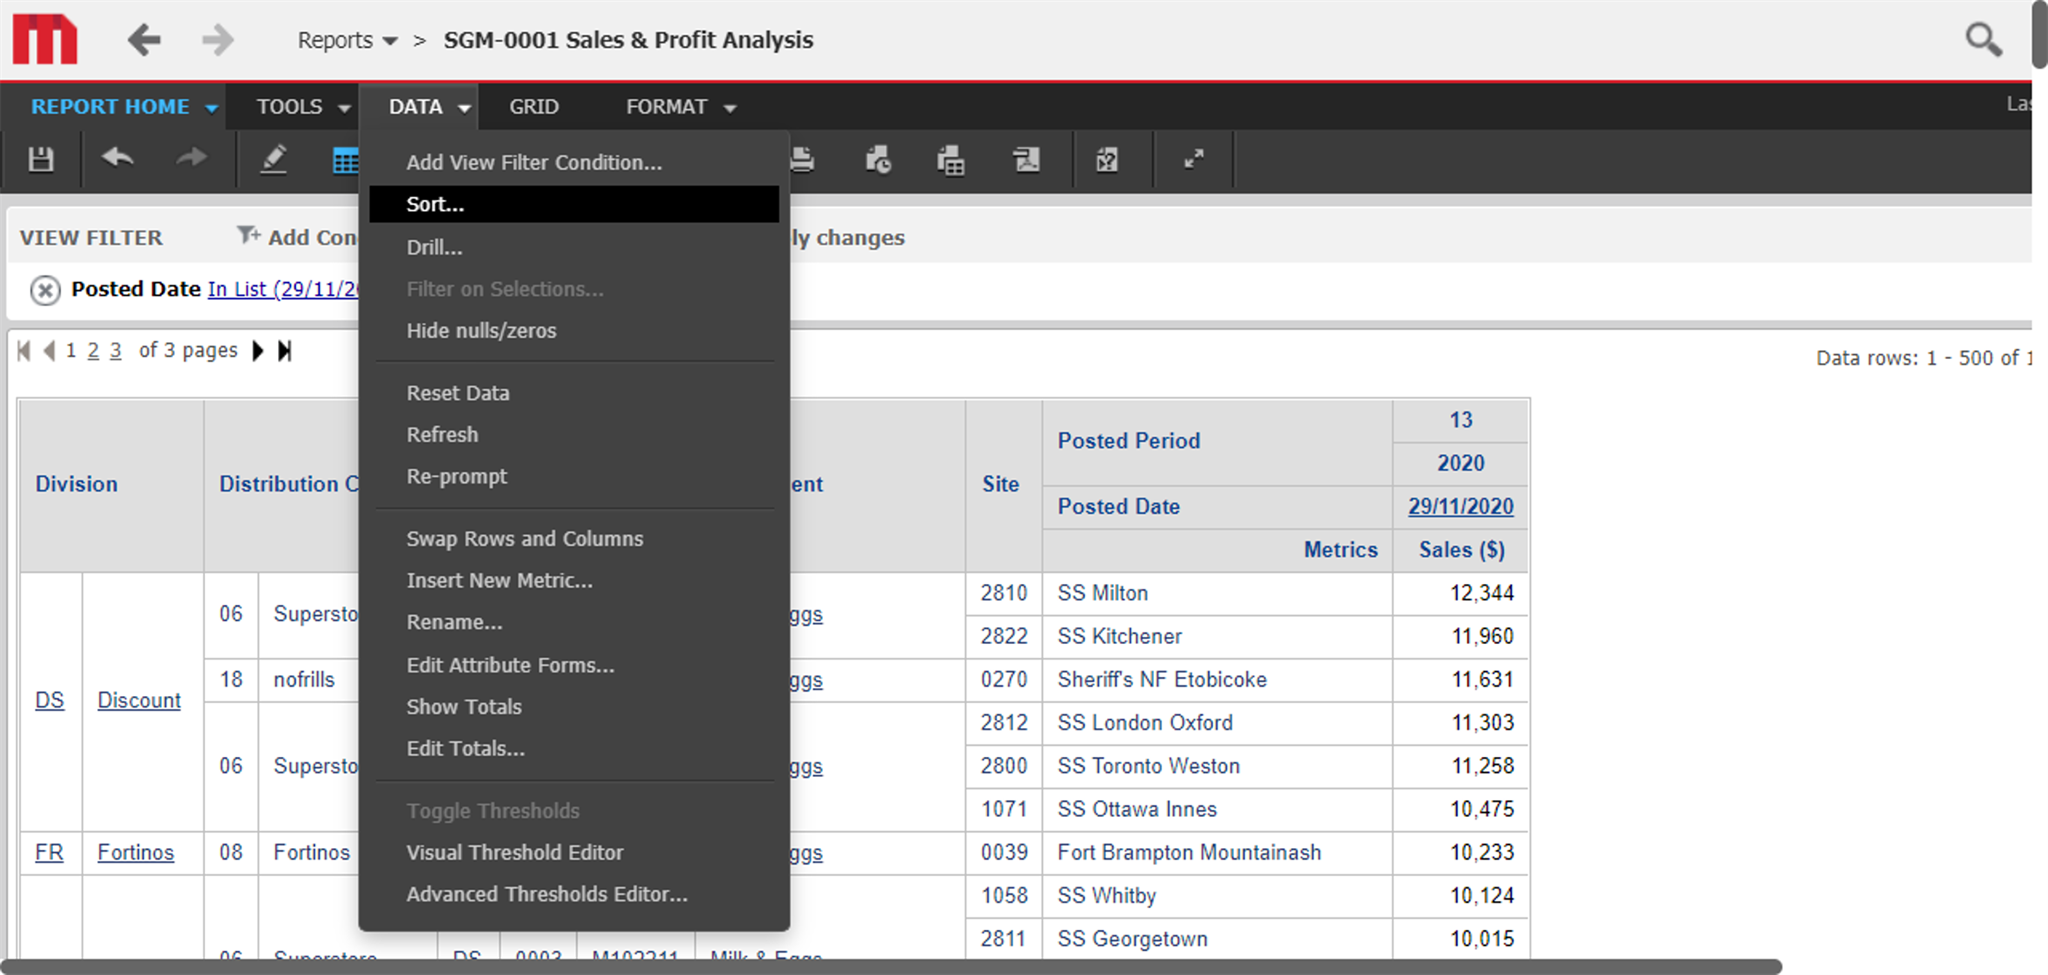 Reports > SGM-0001 Sales & Profit Analysis
REPORT HOME TOOLS DATA GRID FORMAT
Add View Filter Condition...
Sort...
Drill...
Filter on Selections...
Hide nulls/zeros
Reset Data
Refresh
Re-prompt
Swap Rows and Columns
Insert New Metric...
Rename...
Edit Attribute Forms...
Show Totals
Edit Totals...
Toggle Thresholds
Visual Threshold Editor
Advanced Thresholds Editor...
VIEW FILTER Add Con ly changes
Posted Date In List (29/11/2
1 2 3 of 3 pages
Data rows: 1 - 500 of 1
Division Distribution C ent Site Posted Period 13
2020
Posted Date 29/11/2020
Metrics Sales ($)
DS Discount 06 Supersto ggs 2810 SS Milton 12,344
2822 SS Kitchener 11,960
18 nofrills ggs 0270 Sheriff's NF Etobicoke 11,631
2812 SS London Oxford 11,303
06 Supersto ggs 2800 SS Toronto Weston 11,258
1071 SS Ottawa Innes 10,475
FR Fortinos 08 Fortinos ggs 0039 Fort Brampton Mountainash 10,233
1058 SS Whitby 10,124
2811 SS Georgetown 10,015
06 Superstore DS 0003 M102211 Milk & Eggs